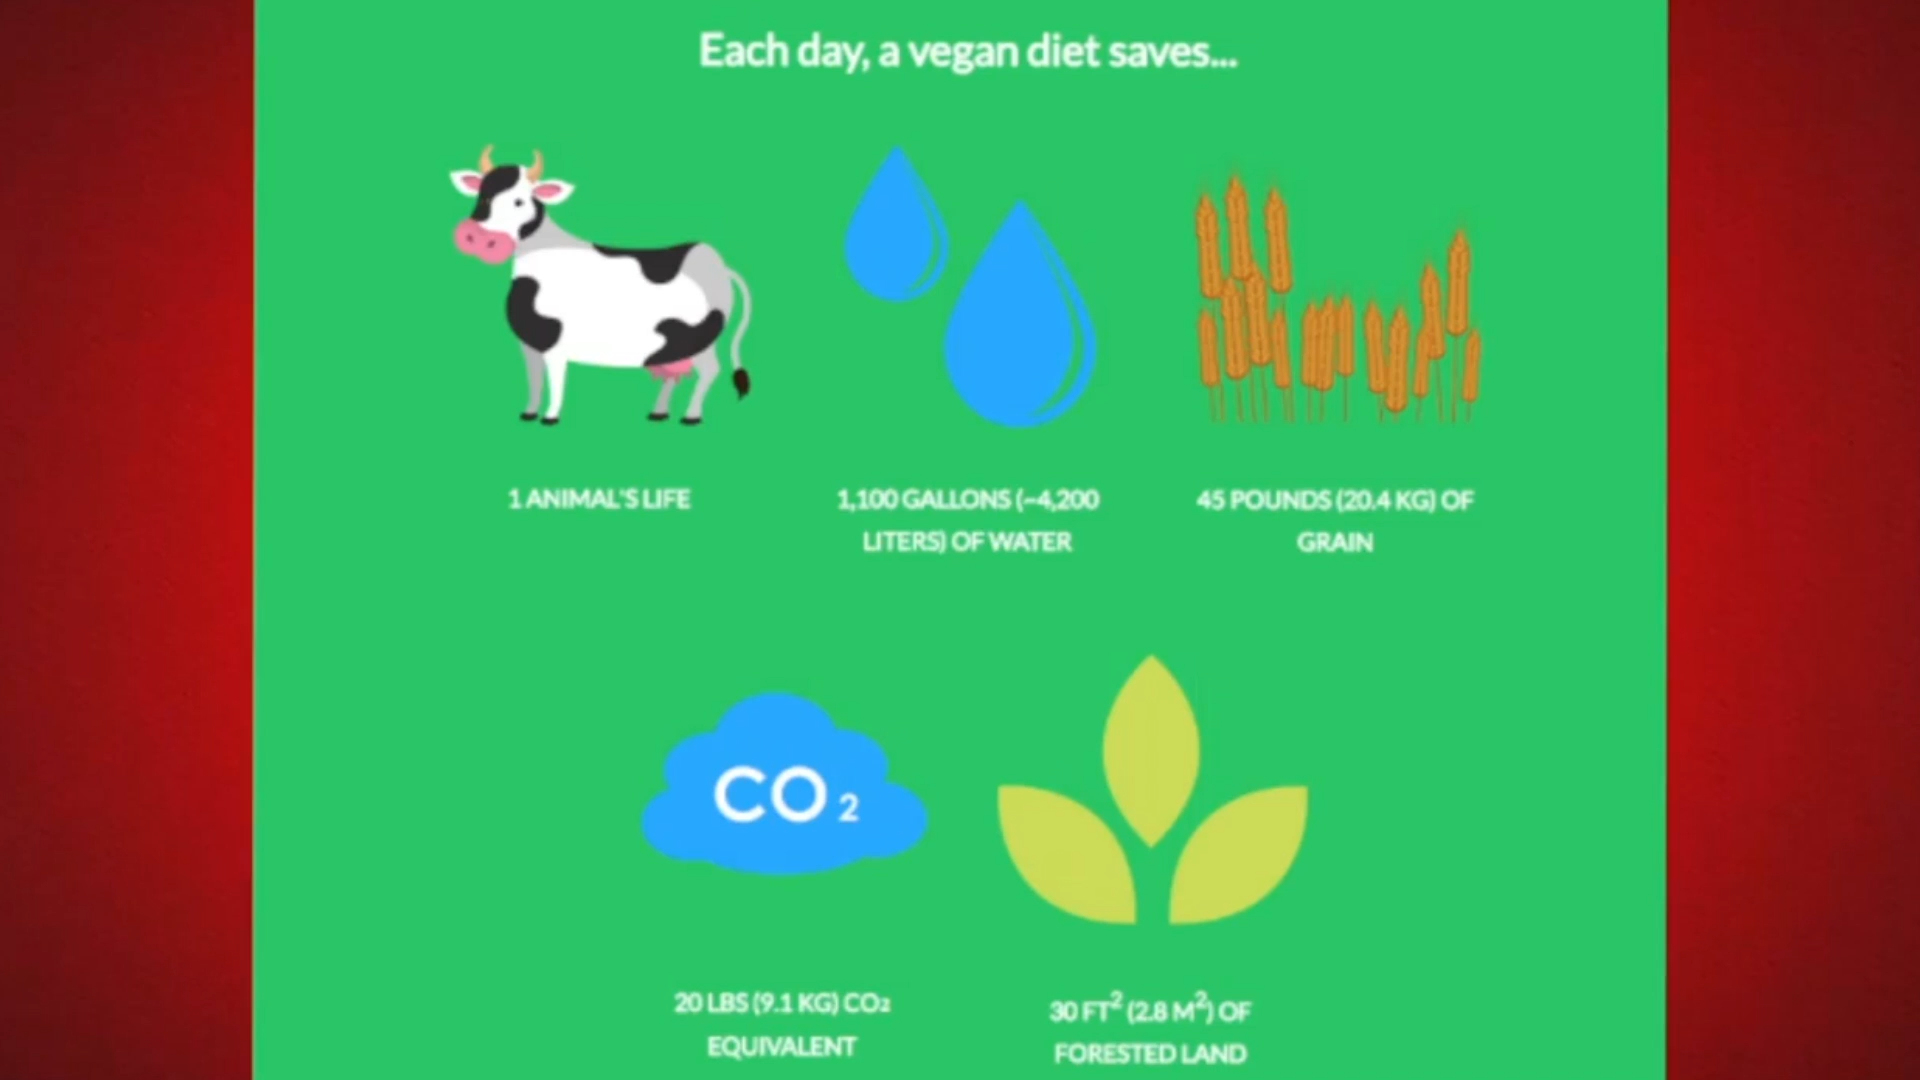 Each day, a vegan diet saves...
1 ANIMAL'S LIFE
1,100 GALLONS (~4,200
LITERS) OF WATER
45 POUNDS (20.4 KG) OF
GRAIN
CO₂
20 LBS (9.1 KG) CO₂
EQUIVALENT
30 FT² (2.8 M²) OF
FORESTED LAND